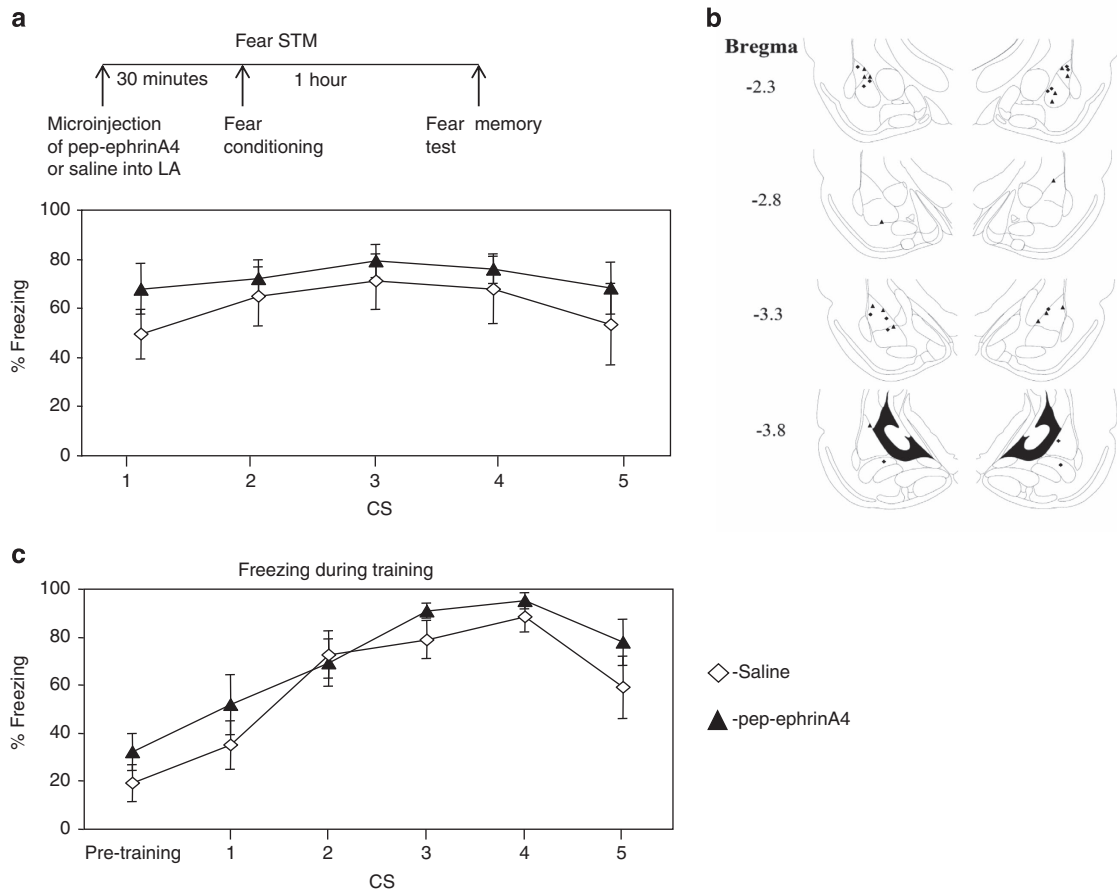 a
Fear STM
30 minutes
1 hour
Microinjection
of pep-ephrinA4
or saline into LA
Fear
conditioning
Fear memory
test
100
80
60
40
20
0
% Freezing
1 2 3 4 5
CS
b
Bregma
-2.3
-2.8
-3.3
-3.8
c
Freezing during training
100
80
60
40
20
0
% Freezing
Pre-training 1 2 3 4 5
CS
-Saline
-pep-ephrinA4